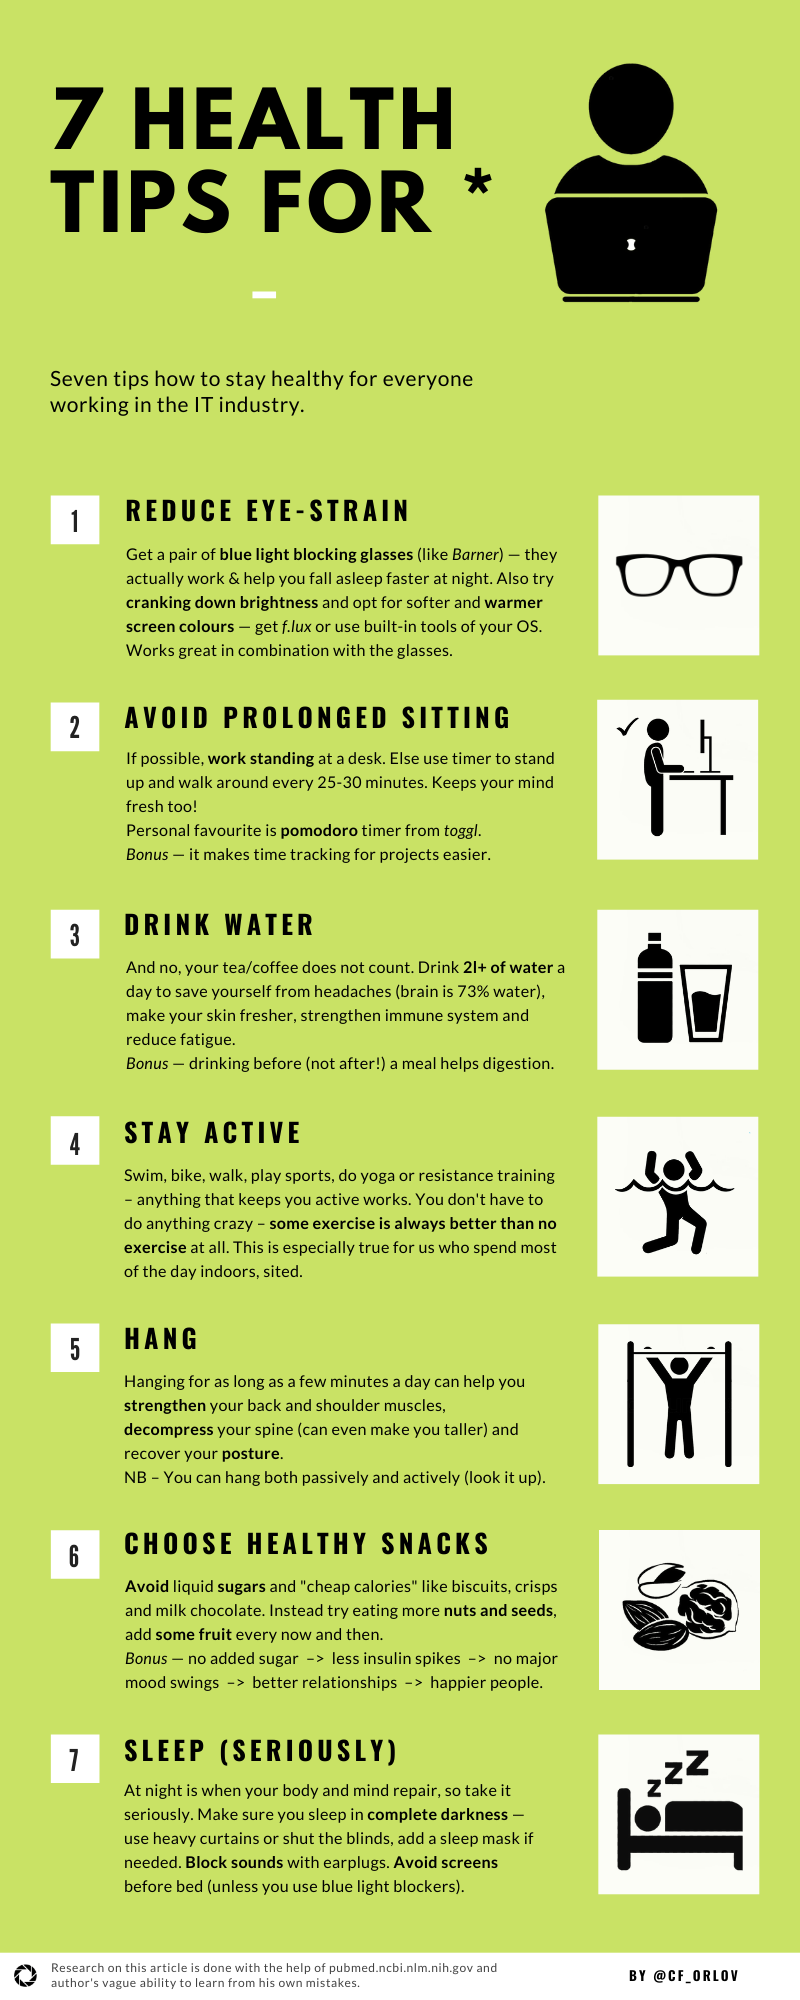 7 HEALTH
TIPS FOR *
Seven tips how to stay healthy for everyone
working in the IT industry.
1
REDUCE EYE-STRAIN
Get a pair of blue light blocking glasses (like Barner) — they
actually work & help you fall asleep faster at night. Also try
cranking down brightness and opt for softer and warmer
screen colours — get f.lux or use built-in tools of your OS.
Works great in combination with the glasses.
2
AVOID PROLONGED SITTING
If possible, work standing at a desk. Else use timer to stand
up and walk around every 25-30 minutes. Keeps your mind
fresh too!
Personal favourite is pomodoro timer from toggl.
Bonus — it makes time tracking for projects easier.
3
DRINK WATER
And no, your tea/coffee does not count. Drink 2l+ of water a
day to save yourself from headaches (brain is 73% water),
make your skin fresher, strengthen immune system and
reduce fatigue.
Bonus — drinking before (not after!) a meal helps digestion.
4
STAY ACTIVE
Swim, bike, walk, play sports, do yoga or resistance training
– anything that keeps you active works. You don't have to
do anything crazy – some exercise is always better than no
exercise at all. This is especially true for us who spend most
of the day indoors, sited.
5
HANG
Hanging for as long as a few minutes a day can help you
strengthen your back and shoulder muscles,
decompress your spine (can even make you taller) and
recover your posture.
NB – You can hang both passively and actively (look it up).
6
CHOOSE HEALTHY SNACKS
Avoid liquid sugars and "cheap calories" like biscuits, crisps
and milk chocolate. Instead try eating more nuts and seeds,
add some fruit every now and then.
Bonus — no added sugar –> less insulin spikes –> no major
mood swings –> better relationships –> happier people.
7
SLEEP (SERIOUSLY)
At night is when your body and mind repair, so take it
seriously. Make sure you sleep in complete darkness —
use heavy curtains or shut the blinds, add a sleep mask if
needed. Block sounds with earplugs. Avoid screens
before bed (unless you use blue light blockers).
z z z
Research on this article is done with the help of pubmed.ncbi.nlm.nih.gov and
author's vague ability to learn from his own mistakes.
BY @CF_ORLOV